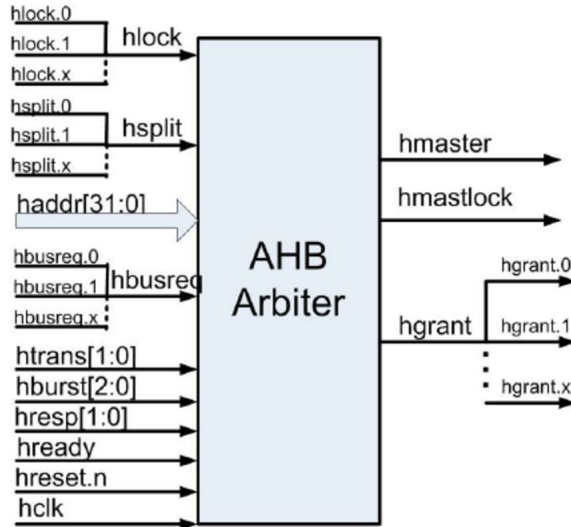 hlock.0
hlock.1
hlock
hlock.x
hsplit.0
hsplit.1
hsplit
hsplit.x
haddr[31:0]
hbusreq.0
hbusreq.1
hbusreq
hbusreq.x
htrans[1:0]
hburst[2:0]
hresp[1:0]
hready
hreset.n
hclk
AHB
Arbiter
hmaster
hmastlock
hgrant
hgrant.0
hgrant.1
hgrant.x